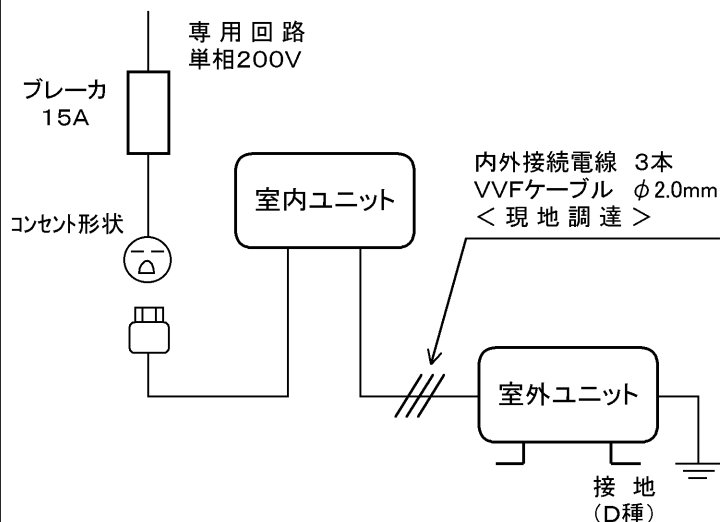 専用回路
単相200V
ブレーカ
15A
コンセント形状
室内ユニット
内外接続電線 3本
VVFケーブル φ2.0mm
<現地調達>
室外ユニット
接地
(D種)